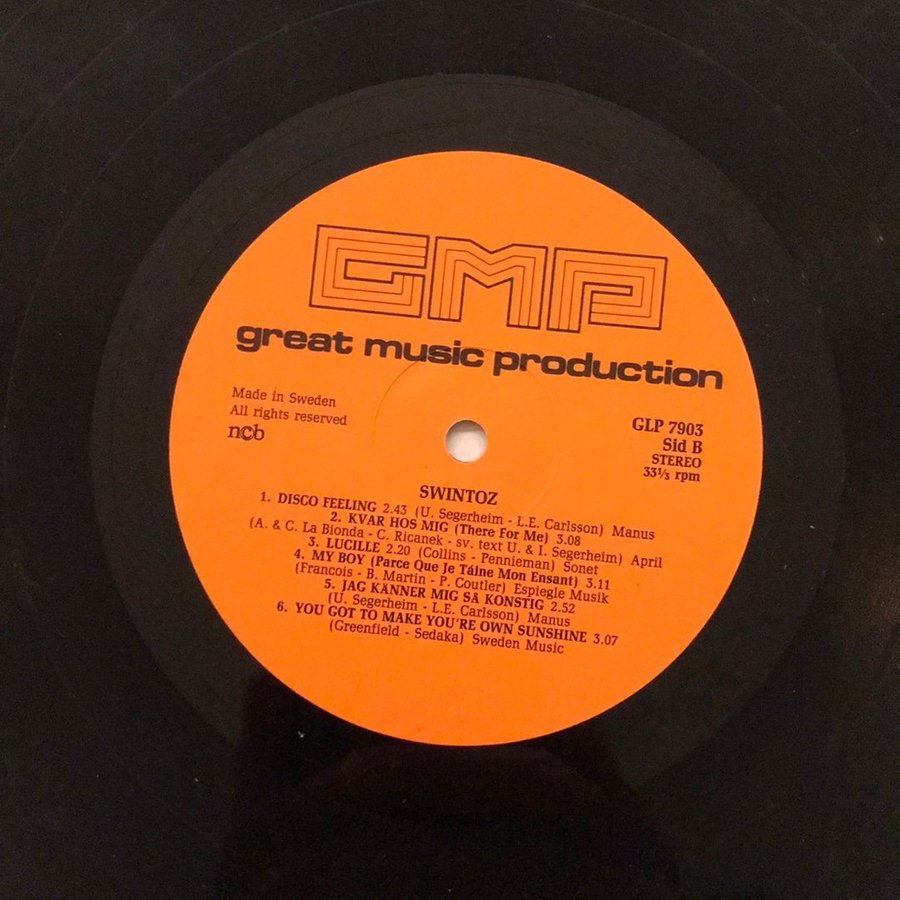 GMP
great music production
Made in Sweden
All rights reserved
ncb
GLP 7903
Sid B
STEREO
33⅓ rpm
SWINTOZ
1. DISCO FEELING 2.43 (U. Segerheim - L.E. Carlsson) Manus
2. KVAR HOS MIG (There For Me) 3.08
(A. & C. La Bionda - C. Ricanek - sv. text U. & I. Segerheim) April
3. LUCILLE 2.20 (Collins - Pennieman) Sonet
4. MY BOY (Parce Que Je Táine Mon Ensant) 3.11
(Francois - B. Martin - P. Coutler) Espiegle Musik
5. JAG KÄNNER MIG SÅ KONSTIG 2.52
(U. Segerheim - L.E. Carlsson) Manus
6. YOU GOT TO MAKE YOU'RE OWN SUNSHINE 3.07
(Greenfield - Sedaka) Sweden Music